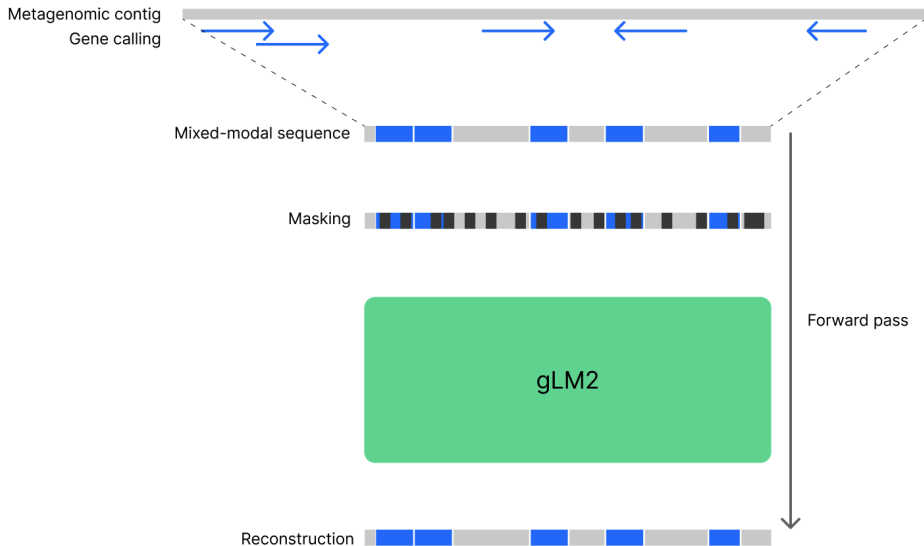 Metagenomic contig
Gene calling
Mixed-modal sequence
Masking
Forward pass
gLM2
Reconstruction